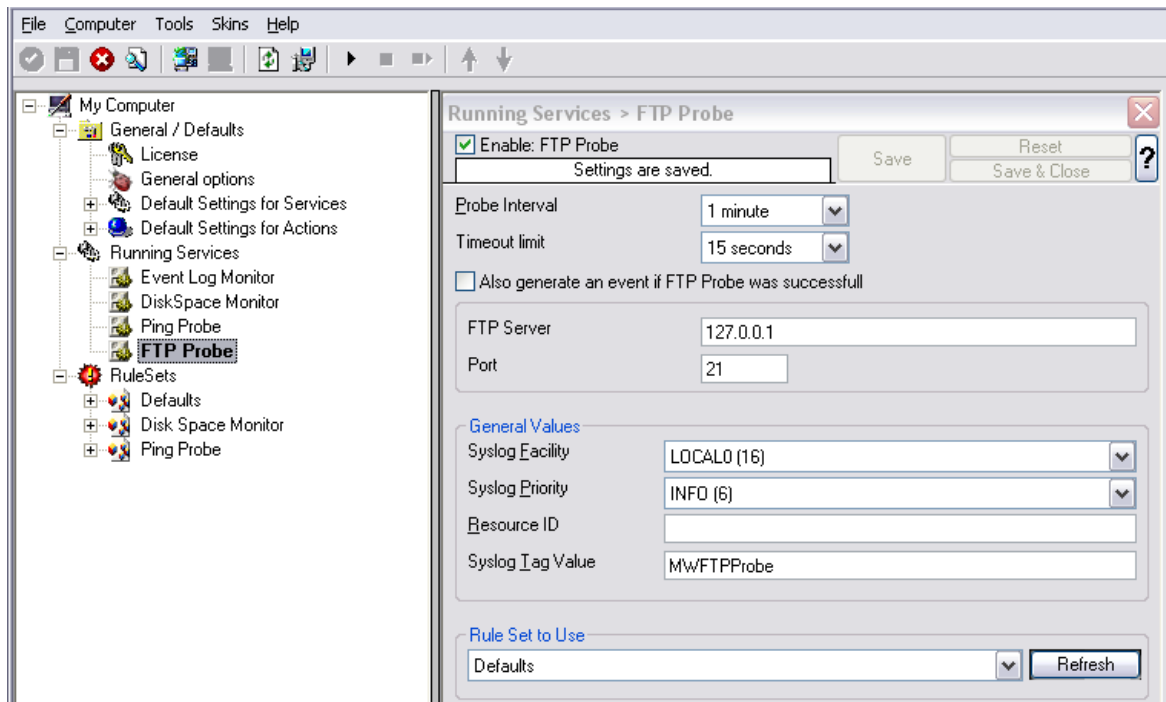 File Computer Tools Skins Help
My Computer
General / Defaults
License
General options
Default Settings for Services
Default Settings for Actions
Running Services
Event Log Monitor
DiskSpace Monitor
Ping Probe
FTP Probe
RuleSets
Defaults
Disk Space Monitor
Ping Probe
Running Services > FTP Probe
Enable: FTP Probe
Settings are saved.
Save
Reset
Save & Close
?
Probe Interval 1 minute
Timeout limit 15 seconds
Also generate an event if FTP Probe was successfull
FTP Server 127.0.0.1
Port 21
General Values
Syslog Facility LOCAL0 (16)
Syslog Priority INFO (6)
Resource ID
Syslog Tag Value MWFTPProbe
Rule Set to Use
Defaults Refresh